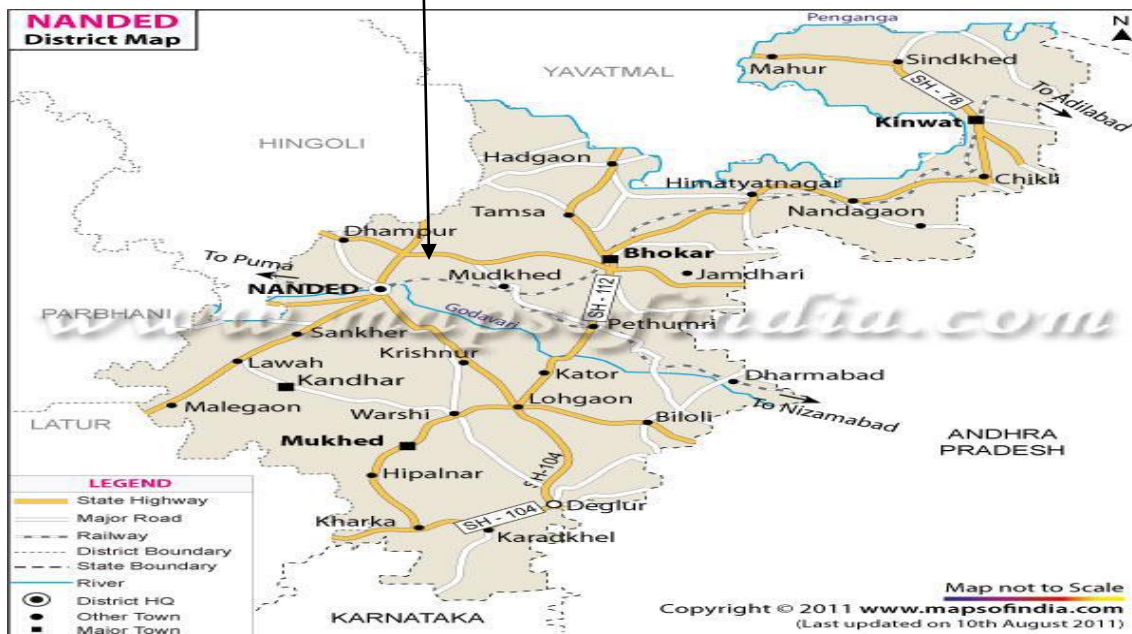 NANDED
District Map
Penganga
N
YAVATMAL
Mahur
Sindkhed
SH - 78
To Adilabad
Kinwat
HINGOLI
Hadgaon
Himatyatnagar
Chikli
Tamsa
Nandagaon
Dhampur
Bhokar
To Purna
Mudkhed
Jamdhari
NANDED
SH - 112
PARBHANI
Godavari
Pethumri
www.mapsofindia.com
Sankher
Krishnur
Lawah
Kator
Dharmabad
Kandhar
Lohgaon
To Nizamabad
Malegaon
Warshi
Biloli
LATUR
Mukhed
ANDHRA
PRADESH
SH-104
Hipalnar
LEGEND
State Highway
Major Road
Railway
District Boundary
State Boundary
River
District HQ
Other Town
Major Town
Deglur
SH - 104
Kharka
Karadkhel
KARNATAKA
Map not to Scale
Copyright © 2011 www.mapsofindia.com
(Last updated on 10th August 2011)